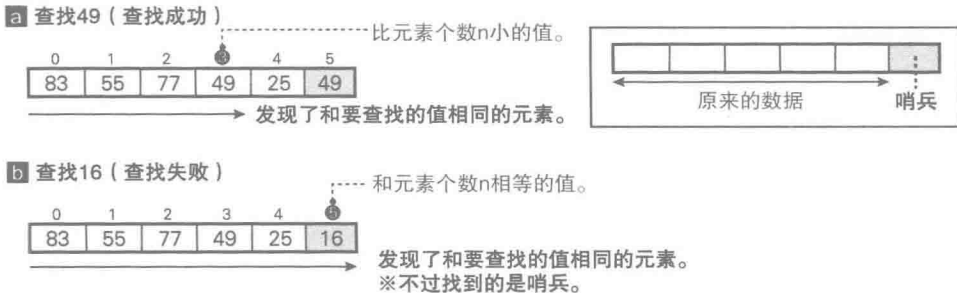 a 查找49（查找成功）
比元素个数n小的值。
0 1 2 3 4 5
83 55 77 49 25 49
发现了和要查找的值相同的元素。
原来的数据
哨兵
b 查找16（查找失败）
和元素个数n相等的值。
0 1 2 3 4 5
83 55 77 49 25 16
发现了和要查找的值相同的元素。
※不过找到的是哨兵。